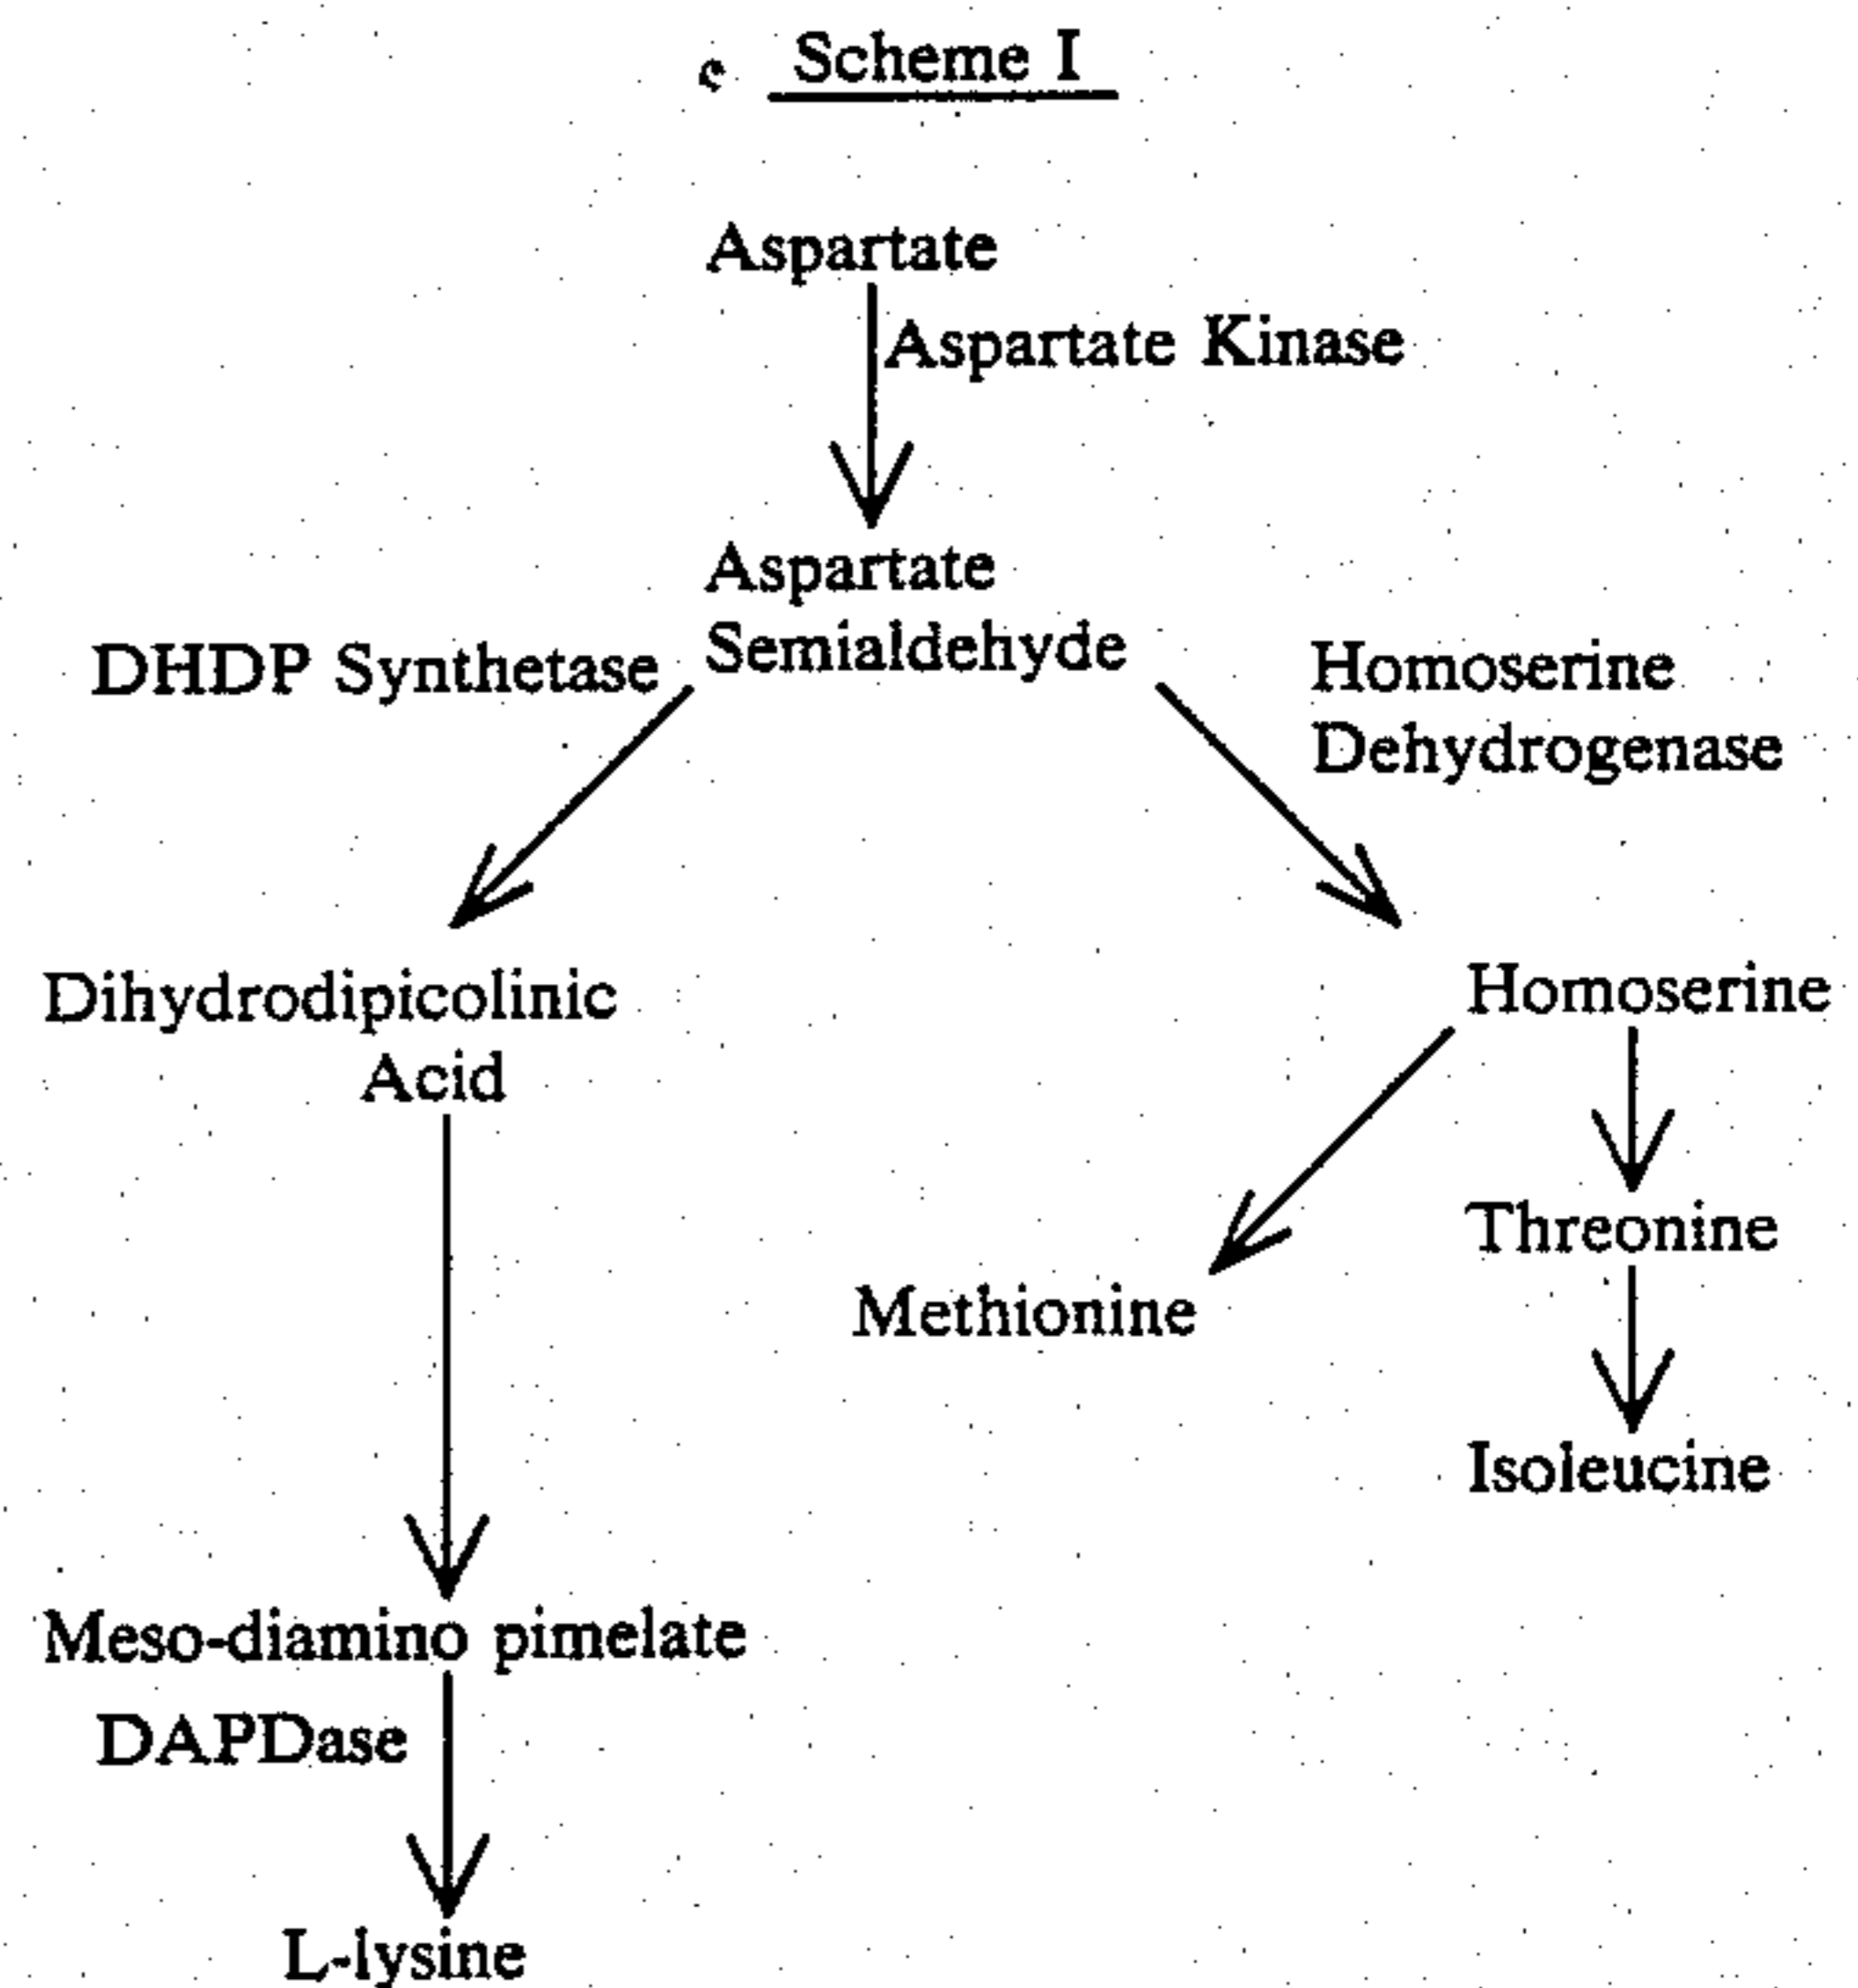 Scheme I
Aspartate
Aspartate Kinase
Aspartate
Semialdehyde
DHDP Synthetase
Homoserine
Dehydrogenase
Dihydrodipicolinic
Acid
Homoserine
Threonine
Methionine
Isoleucine
Meso-diamino pimelate
DAPDase
L-lysine